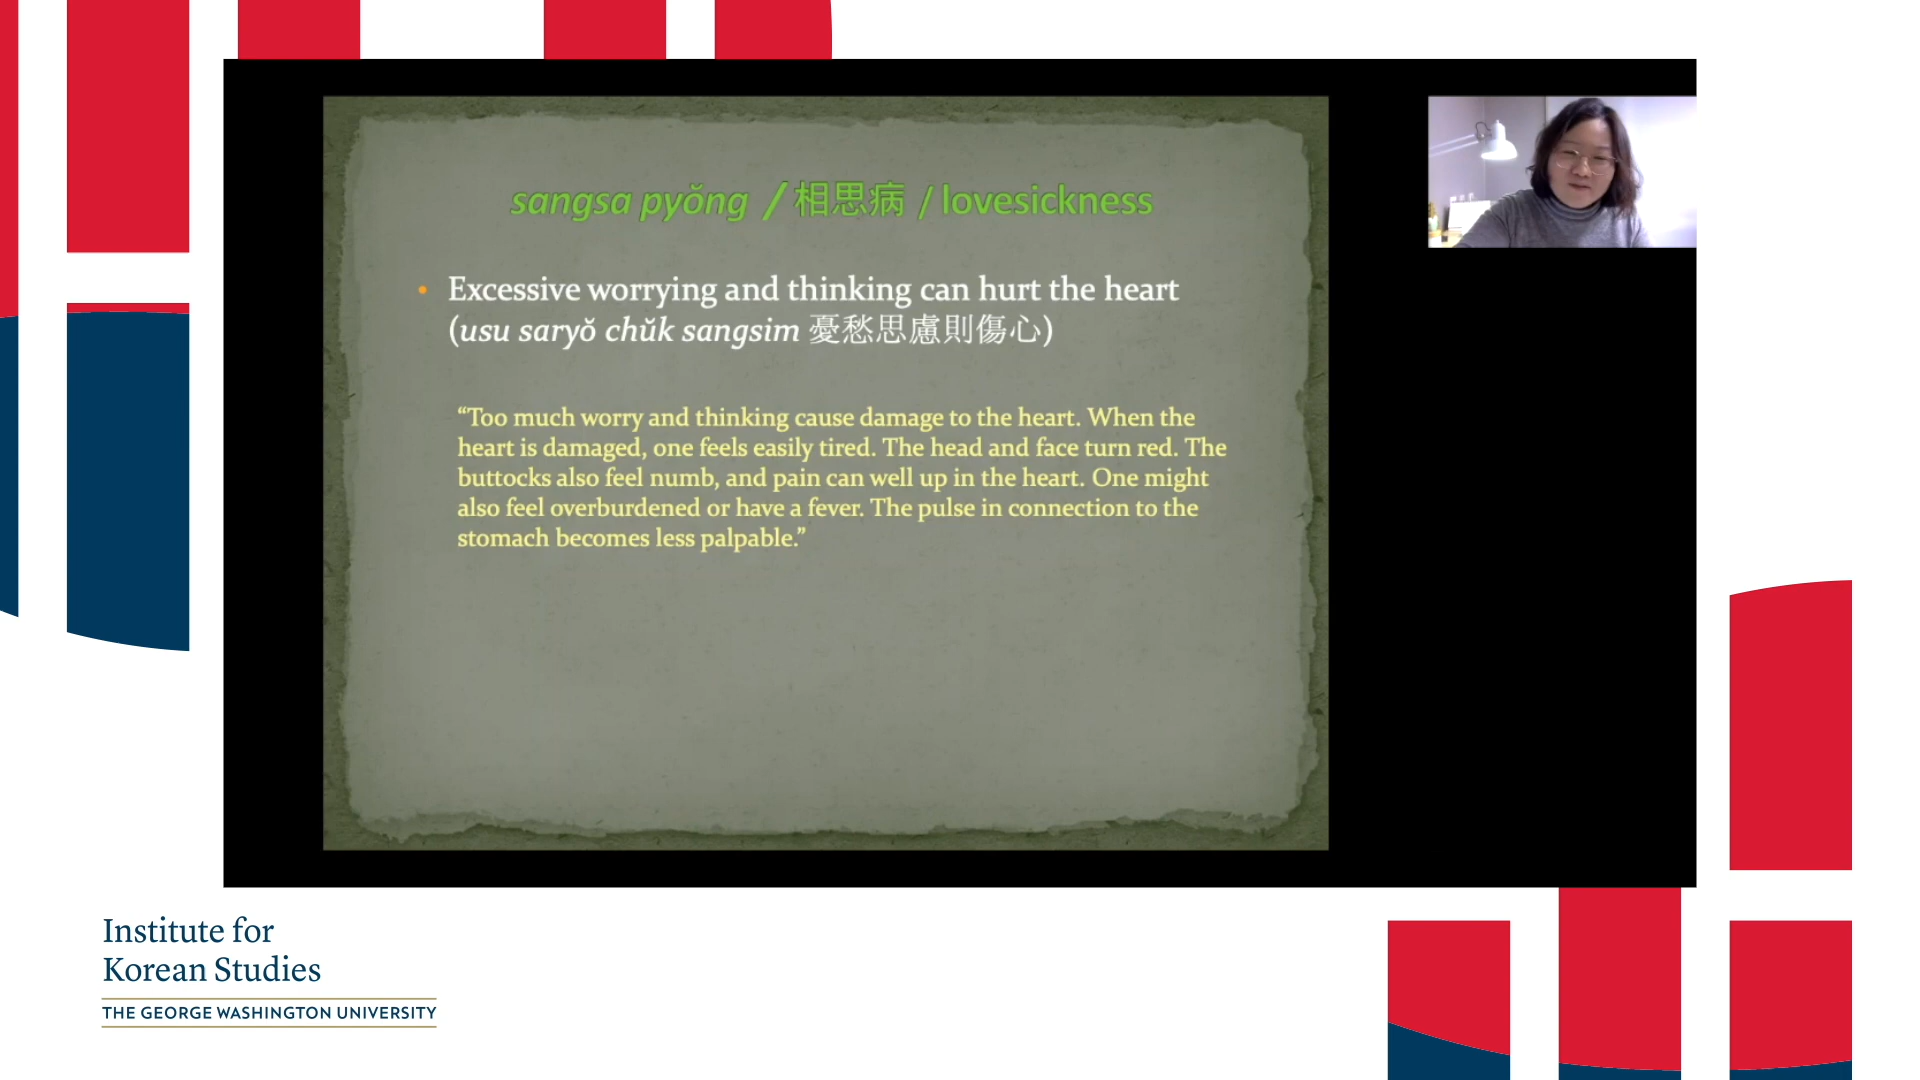 sangsa pyŏng / 相思病 / lovesickness
• Excessive worrying and thinking can hurt the heart
(usu saryŏ chŭk sangsim 憂愁思慮則傷心)
“Too much worry and thinking cause damage to the heart. When the
heart is damaged, one feels easily tired. The head and face turn red. The
buttocks also feel numb, and pain can well up in the heart. One might
also feel overburdened or have a fever. The pulse in connection to the
stomach becomes less palpable.”
Institute for
Korean Studies
THE GEORGE WASHINGTON UNIVERSITY